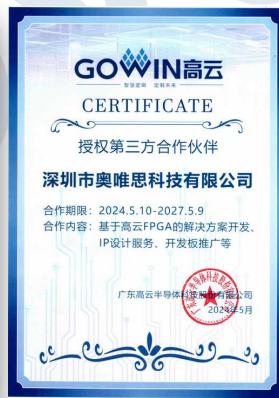 GOWIN高云
智慧逻辑 定制未来
CERTIFICATE
授权第三方合作伙伴
深圳市奥唯思科技有限公司
合作期限：2024.5.10-2027.5.9
合作内容：基于高云FPGA的解决方案开发、
IP设计服务、开发板推广等
广东高云半导体科技股份有限公司
2024年5月